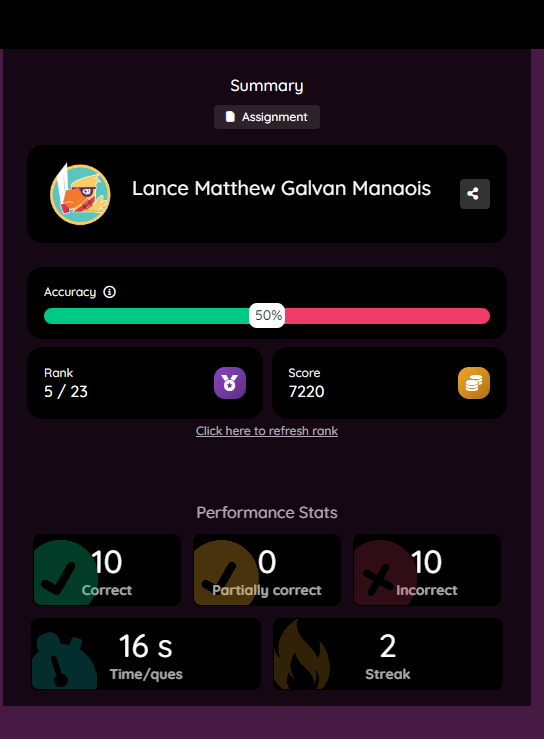 Summary
Assignment
Lance Matthew Galvan Manaois
Accuracy
50%
Rank
5 / 23
Score
7220
Click here to refresh rank
Performance Stats
10
Correct
0
Partially correct
10
Incorrect
16 s
Time/ques
2
Streak